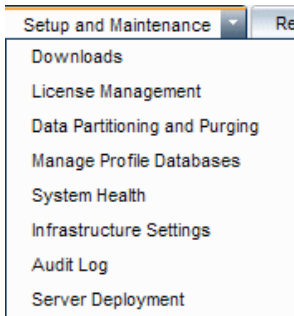 Setup and Maintenance Re
Downloads
License Management
Data Partitioning and Purging
Manage Profile Databases
System Health
Infrastructure Settings
Audit Log
Server Deployment